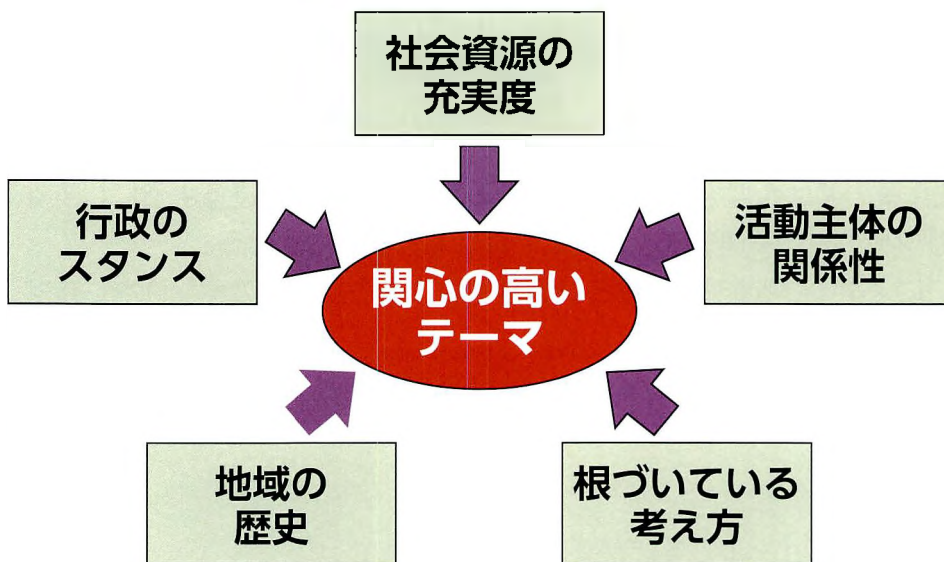 社会資源の
充実度
行政の
スタンス
活動主体の
関係性
関心の高い
テーマ
地域の
歴史
根づいている
考え方